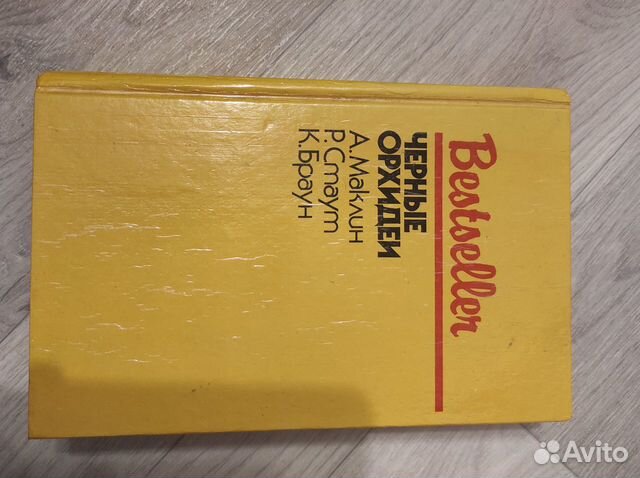 Bestseller
ЧЕРНЫЕ
ОРХИДЕИ
А. Маклин
Р. Стаут
К. Браун
Avito